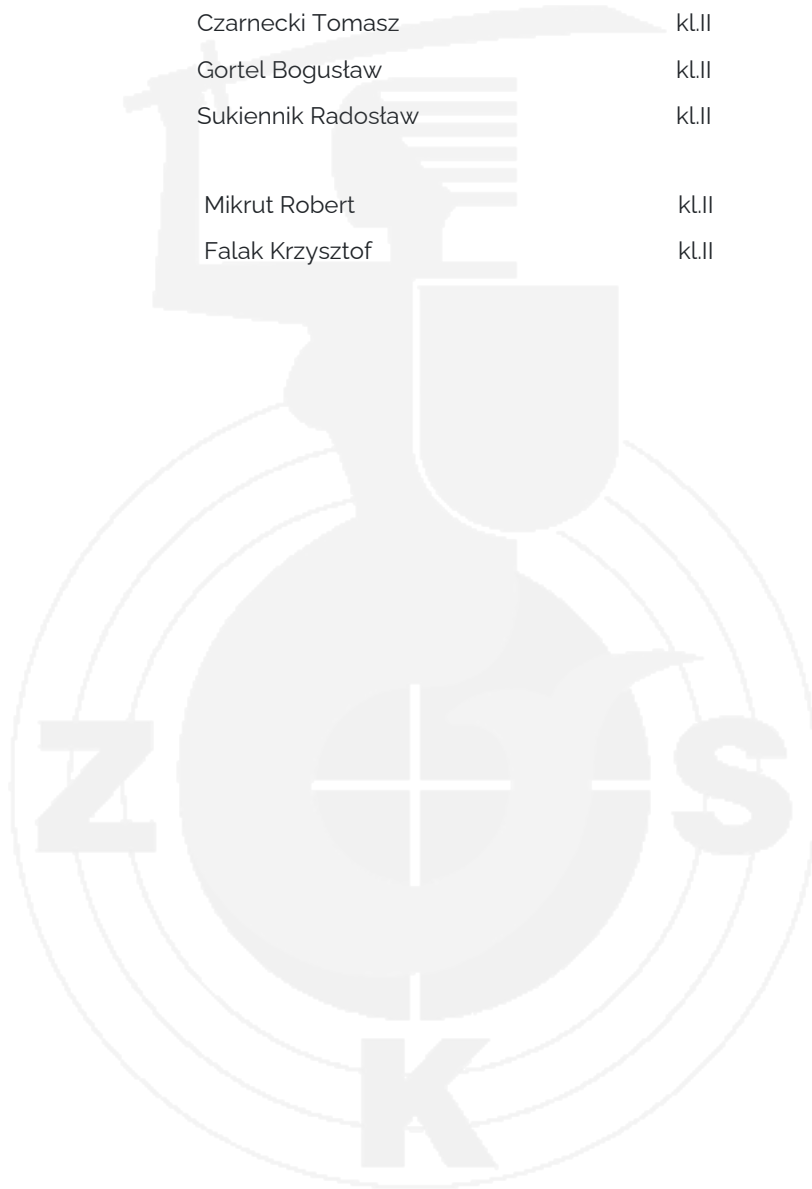 Czarnecki Tomasz kl.II
Gortel Bogusław kl.II
Sukiennik Radosław kl.II
Mikrut Robert kl.II
Falak Krzysztof kl.II
Z S
K